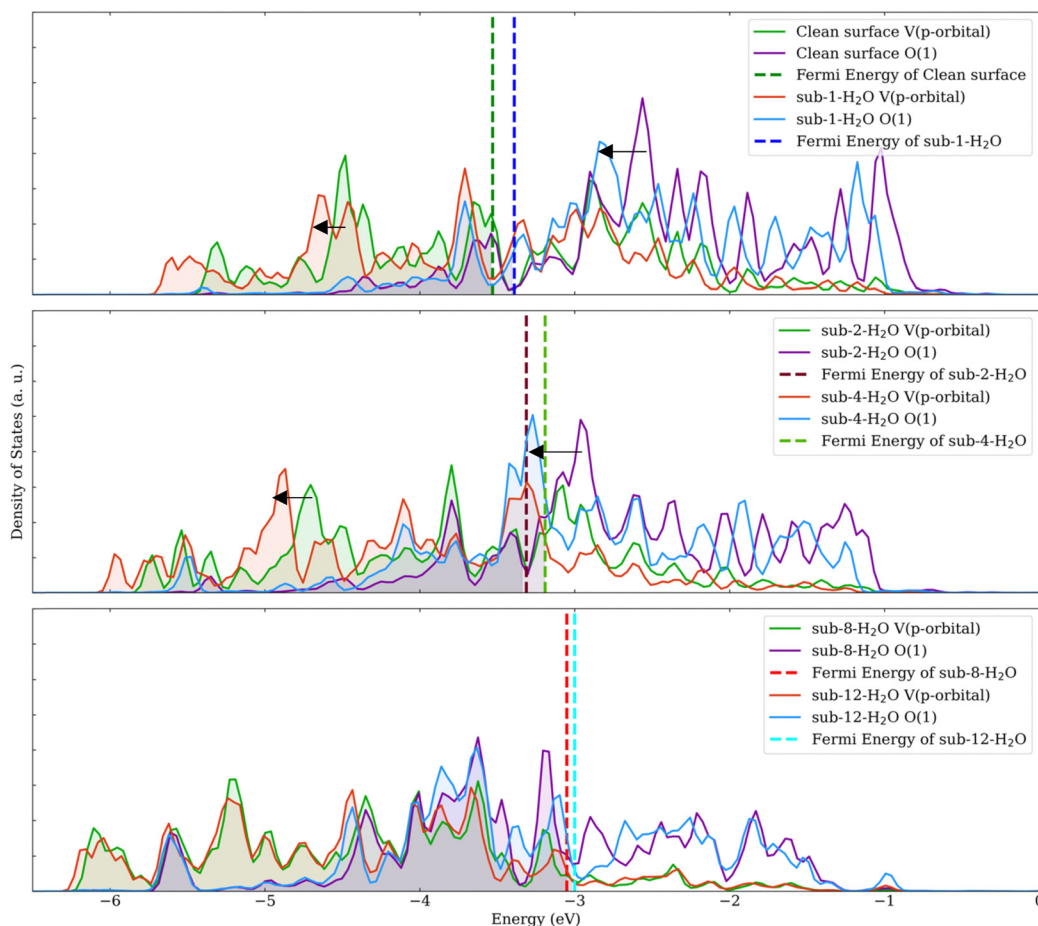 Clean surface V(p-orbital)
Clean surface O(1)
Fermi Energy of Clean surface
sub-1-H₂O V(p-orbital)
sub-1-H₂O O(1)
Fermi Energy of sub-1-H₂O
sub-2-H₂O V(p-orbital)
sub-2-H₂O O(1)
Fermi Energy of sub-2-H₂O
sub-4-H₂O V(p-orbital)
sub-4-H₂O O(1)
Fermi Energy of sub-4-H₂O
Density of States (a. u.)
sub-8-H₂O V(p-orbital)
sub-8-H₂O O(1)
Fermi Energy of sub-8-H₂O
sub-12-H₂O V(p-orbital)
sub-12-H₂O O(1)
Fermi Energy of sub-12-H₂O
−6 −5 −4 −3 −2 −1 0
Energy (eV)